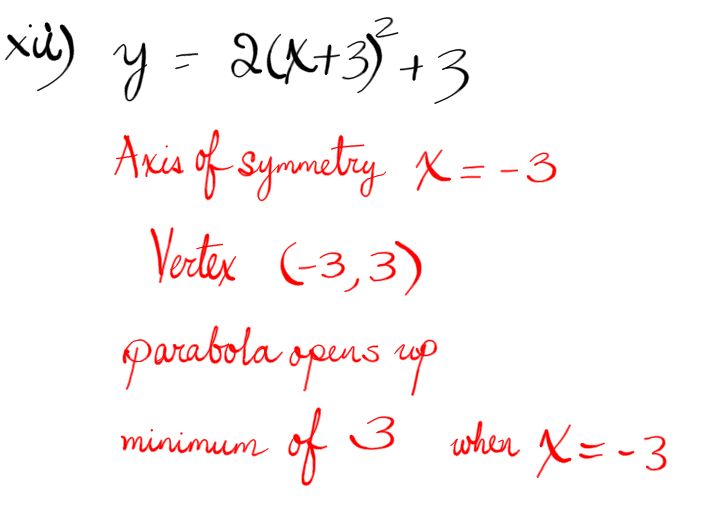 xii) y = 2(x+3)² + 3
Axis of symmetry x = -3
Vertex (-3, 3)
parabola opens up
minimum of 3 when x = -3